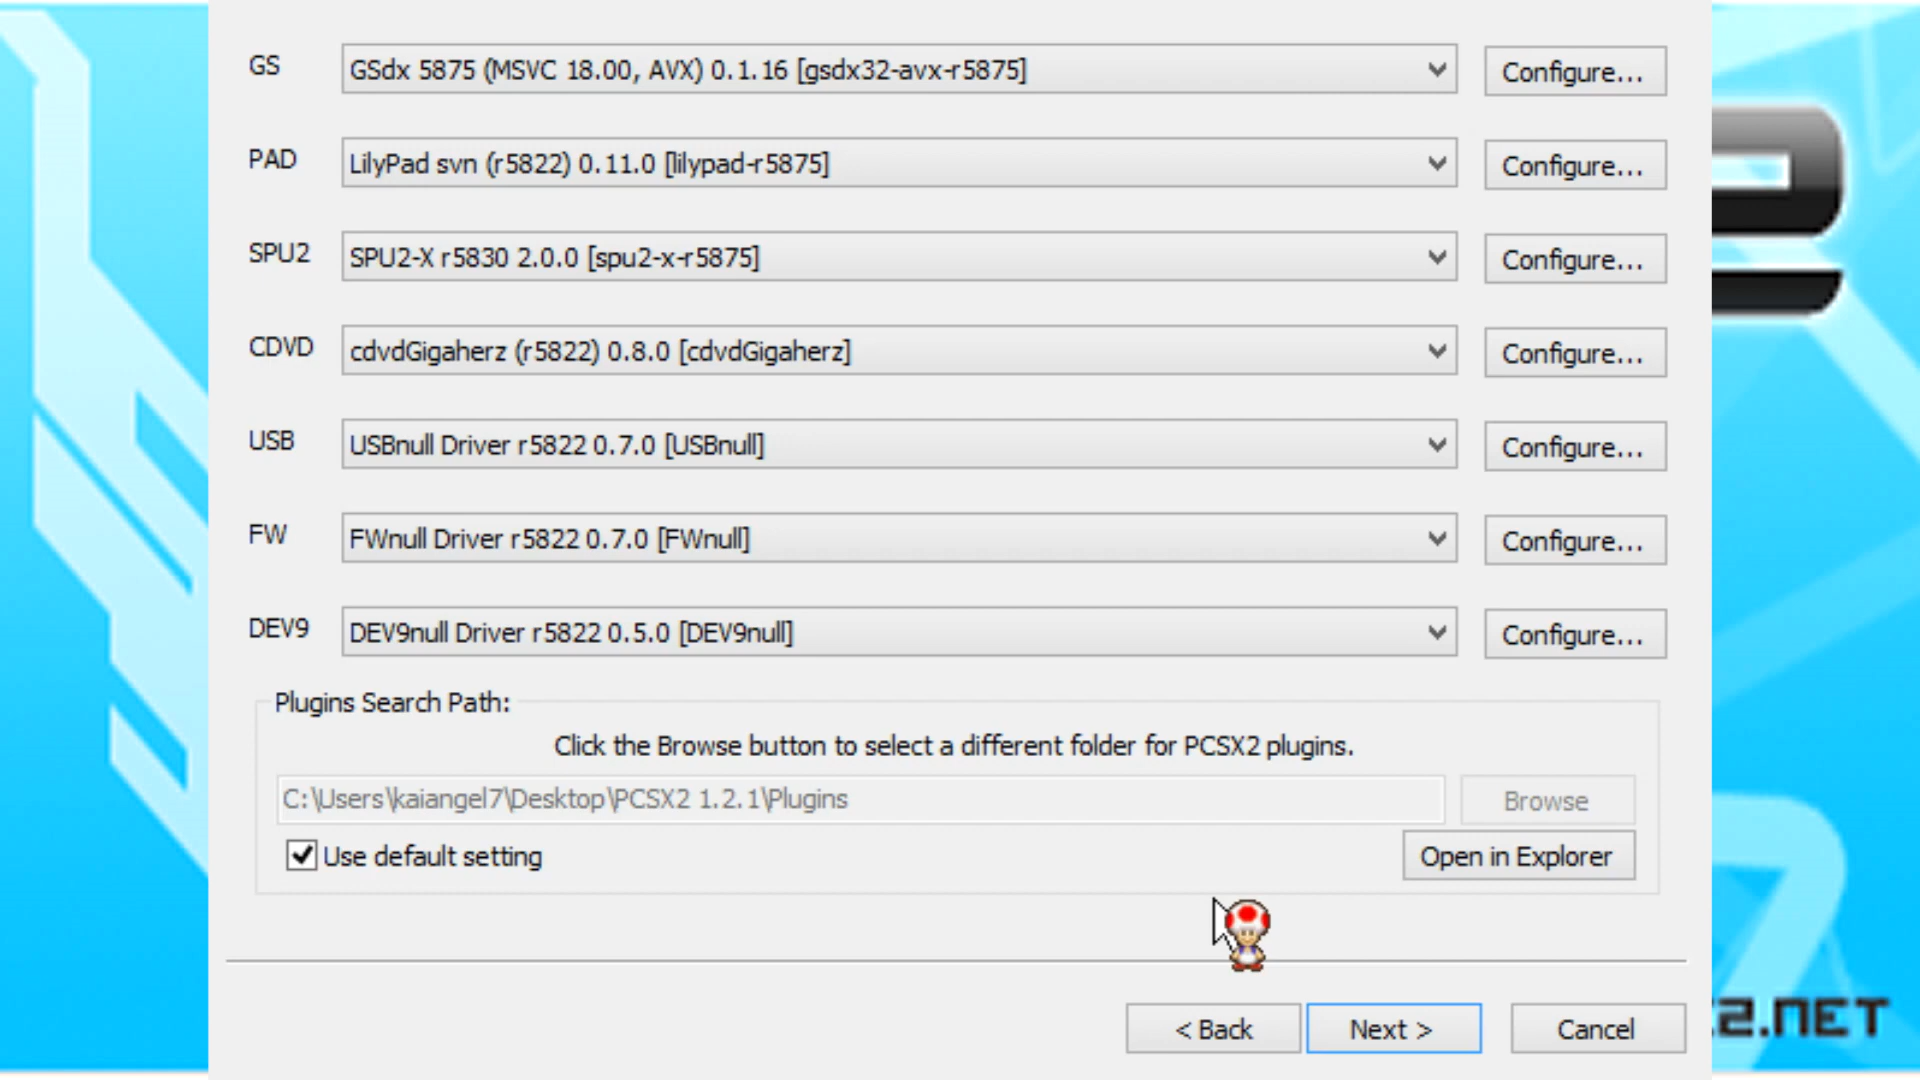 GS
GSdx 5875 (MSVC 18.00, AVX) 0.1.16 [gsdx32-avx-r5875]
Configure...
PAD
LilyPad svn (r5822) 0.11.0 [lilypad-r5875]
Configure...
SPU2
SPU2-X r5830 2.0.0 [spu2-x-r5875]
Configure...
CDVD
cdvdGigaherz (r5822) 0.8.0 [cdvdGigaherz]
Configure...
USB
USBnull Driver r5822 0.7.0 [USBnull]
Configure...
FW
FWnull Driver r5822 0.7.0 [FWnull]
Configure...
DEV9
DEV9null Driver r5822 0.5.0 [DEV9null]
Configure...
Plugins Search Path:
Click the Browse button to select a different folder for PCSX2 plugins.
C:\Users\kaiangel7\Desktop\PCSX2 1.2.1\Plugins
Browse
Use default setting
Open in Explorer
< Back
Next >
Cancel
2.NET